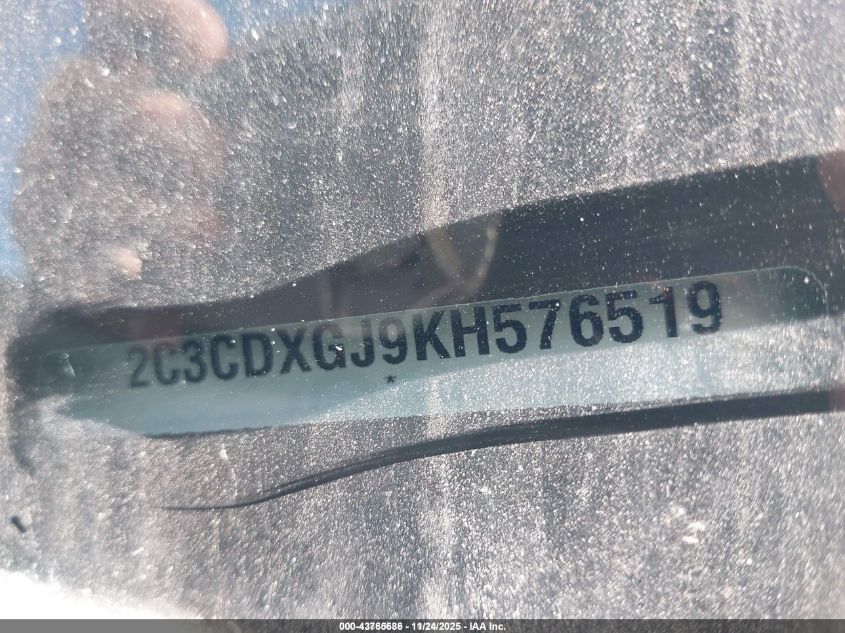 2C3CDXGJ9KH576519
*
000-43765686 - 11/24/2025 - IAA Inc.